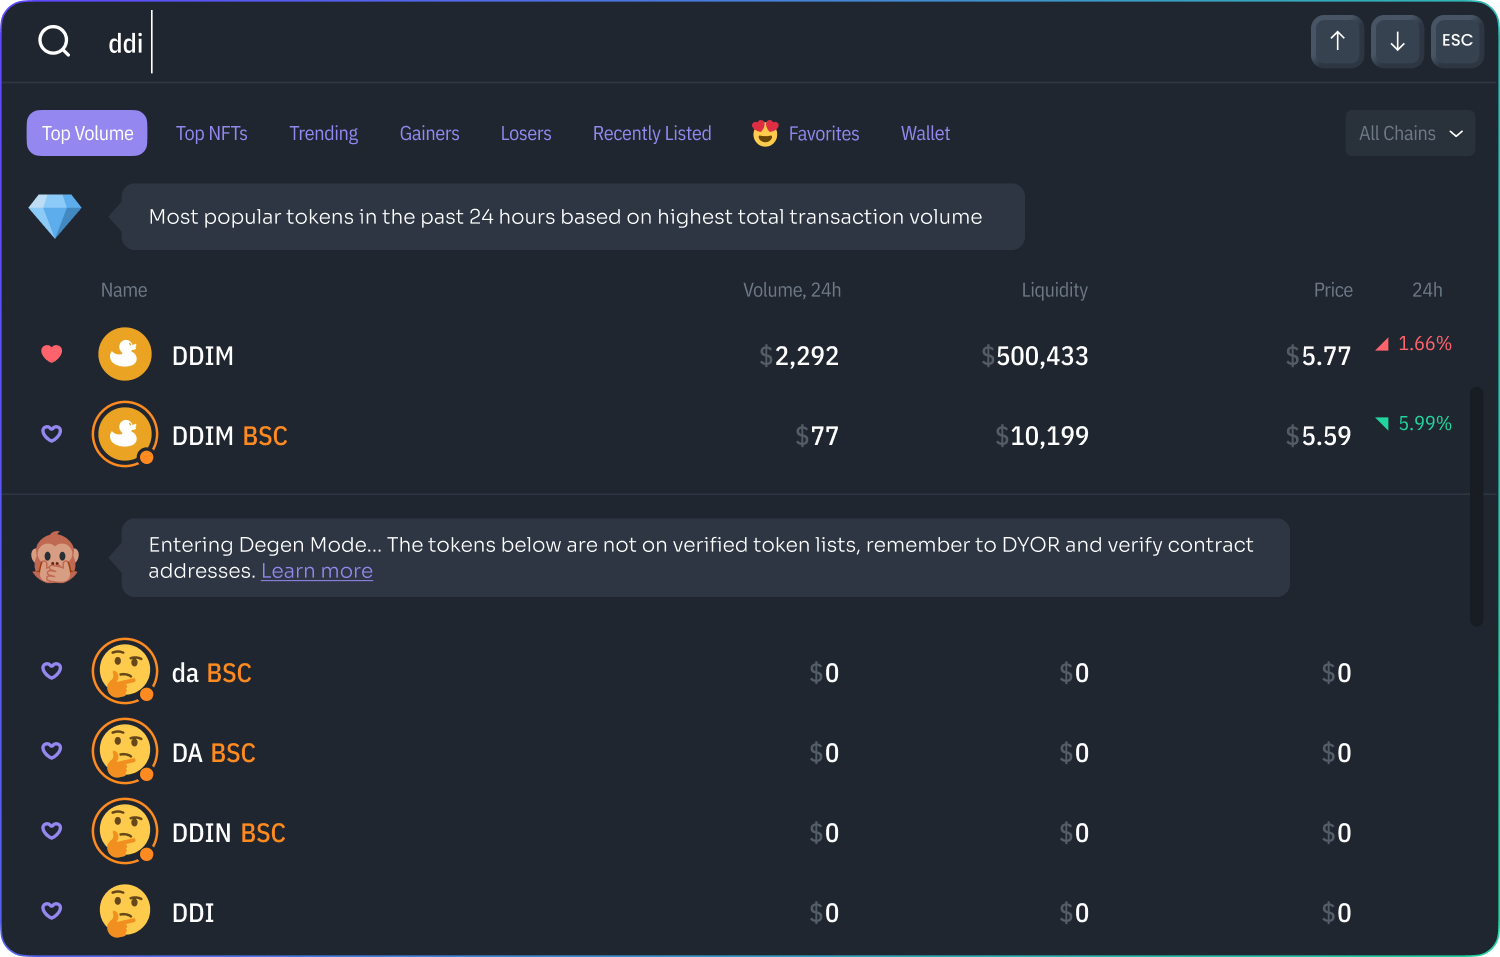 ddi
↑ ↓ ESC
Top Volume Top NFTs Trending Gainers Losers Recently Listed Favorites Wallet All Chains
Most popular tokens in the past 24 hours based on highest total transaction volume
Name Volume, 24h Liquidity Price 24h
DDIM $2,292 $500,433 $5.77 1.66%
DDIM BSC $77 $10,199 $5.59 5.99%
Entering Degen Mode... The tokens below are not on verified token lists, remember to DYOR and verify contract
addresses. Learn more
da BSC $0 $0 $0
DA BSC $0 $0 $0
DDIN BSC $0 $0 $0
DDI $0 $0 $0